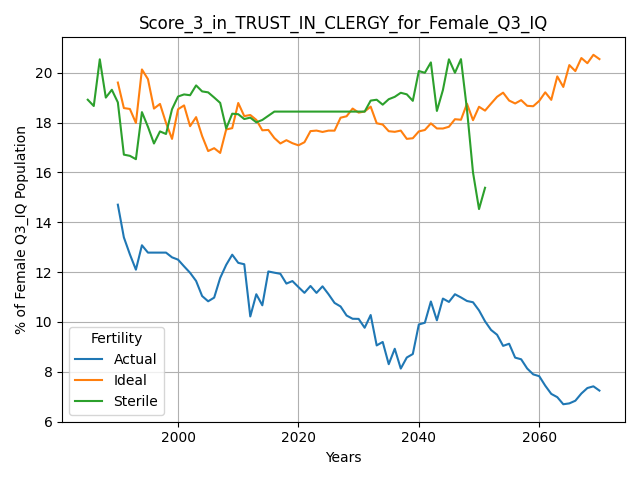 Score_3_in_TRUST_IN_CLERGY_for_Female_Q3_IQ
% of Female Q3_IQ Population
20
18
16
14
12
10
8
6
Fertility
Actual
Ideal
Sterile
2000
2020
2040
2060
Years